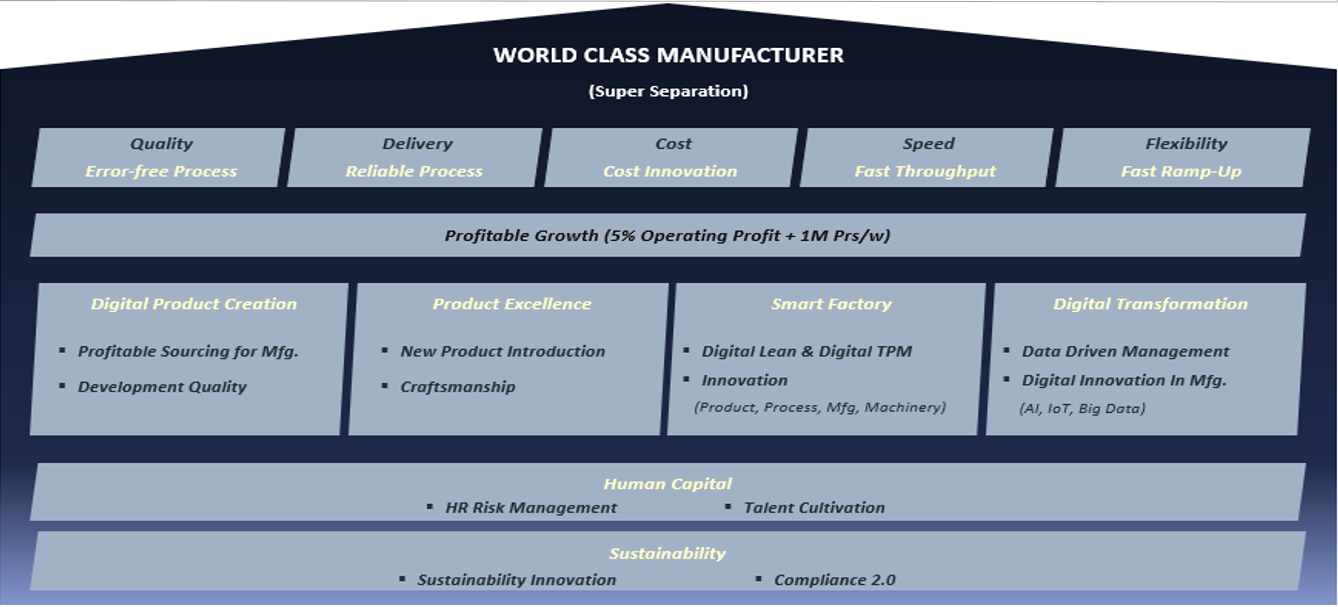 WORLD CLASS MANUFACTURER
(Super Separation)
Quality
Error-free Process
Delivery
Reliable Process
Cost
Cost Innovation
Speed
Fast Throughput
Flexibility
Fast Ramp-Up
Profitable Growth (5% Operating Profit + 1M Prs/w)
Digital Product Creation
▪ Profitable Sourcing for Mfg.
▪ Development Quality
Product Excellence
▪ New Product Introduction
▪ Craftsmanship
Smart Factory
▪ Digital Lean & Digital TPM
▪ Innovation
(Product, Process, Mfg, Machinery)
Digital Transformation
▪ Data Driven Management
▪ Digital Innovation In Mfg.
(AI, IoT, Big Data)
Human Capital
▪ HR Risk Management ▪ Talent Cultivation
Sustainability
▪ Sustainability Innovation ▪ Compliance 2.0